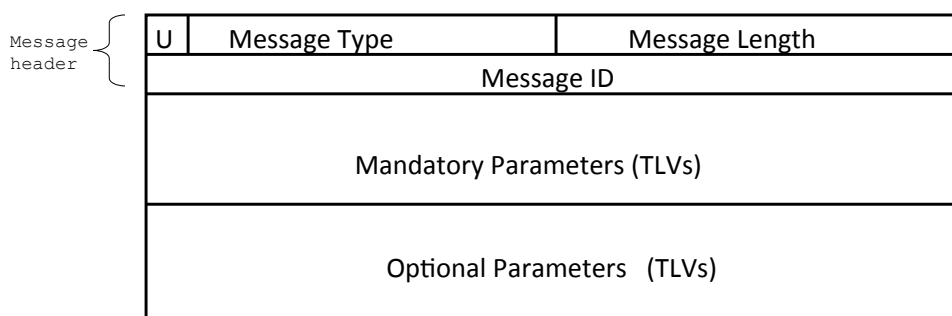 Message header
U Message Type Message Length
Message ID
Mandatory Parameters (TLVs)
Optional Parameters (TLVs)